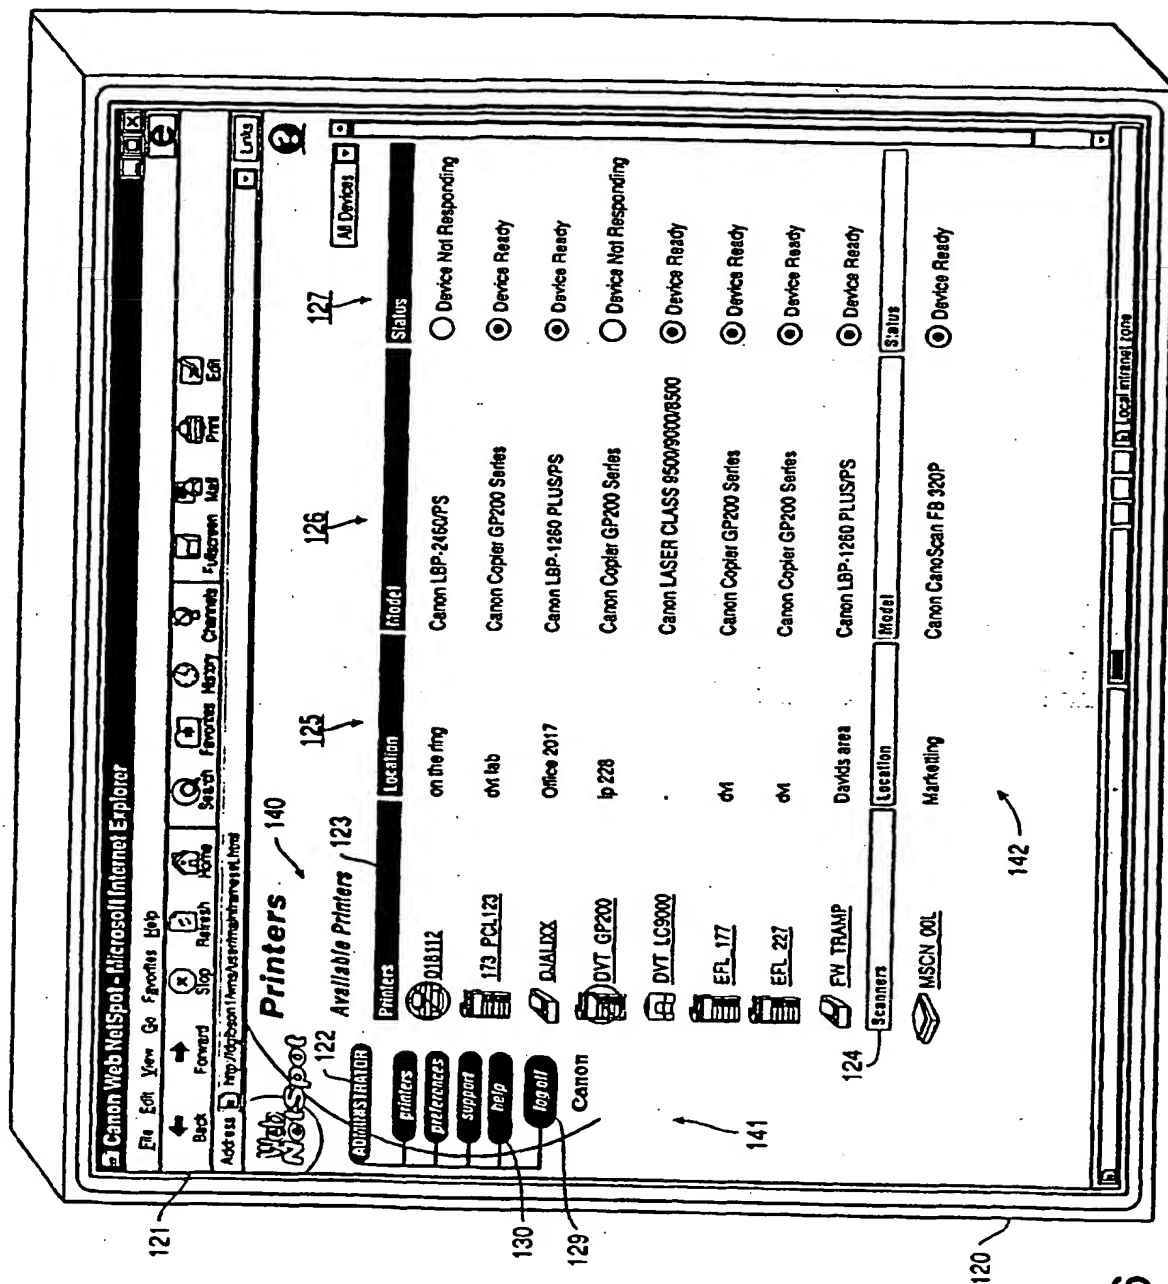 Canon Web NetSpot - Microsoft Internet Explorer
File Edit View Go Favorites Help
Back Forward Stop Refresh Home Search Favorites History Channels Fullscreen Mail Print Edit
Address
Links
Web NetSpot
Printers
140
All Devices
122
Available Printers
123
125
126
127
ADMINISTRATOR
printers
preferences
support
help
log off
Canon
Printers Location Model Status
018112 on the ring Canon LBP-2460/PS Device Not Responding
173_PCL123 dvt lab Canon Copier GP200 Series Device Ready
DJALIXX Office 2017 Canon LBP-1260 PLUS/PS Device Ready
DVT_GP200 lp 228 Canon Copier GP200 Series Device Not Responding
DVT_LC9000 Canon LASER CLASS 9500/9000/8500 Device Ready
EFL_177 dvt Canon Copier GP200 Series Device Ready
EFL_227 dvt Canon Copier GP200 Series Device Ready
FW_TRAMP Davids area Canon LBP-1260 PLUS/PS Device Ready
124
Scanners Location Model Status
MSCN_00L Marketing Canon CanoScan FB 320P Device Ready
Local intranet zone
121
130
129
141
142
120